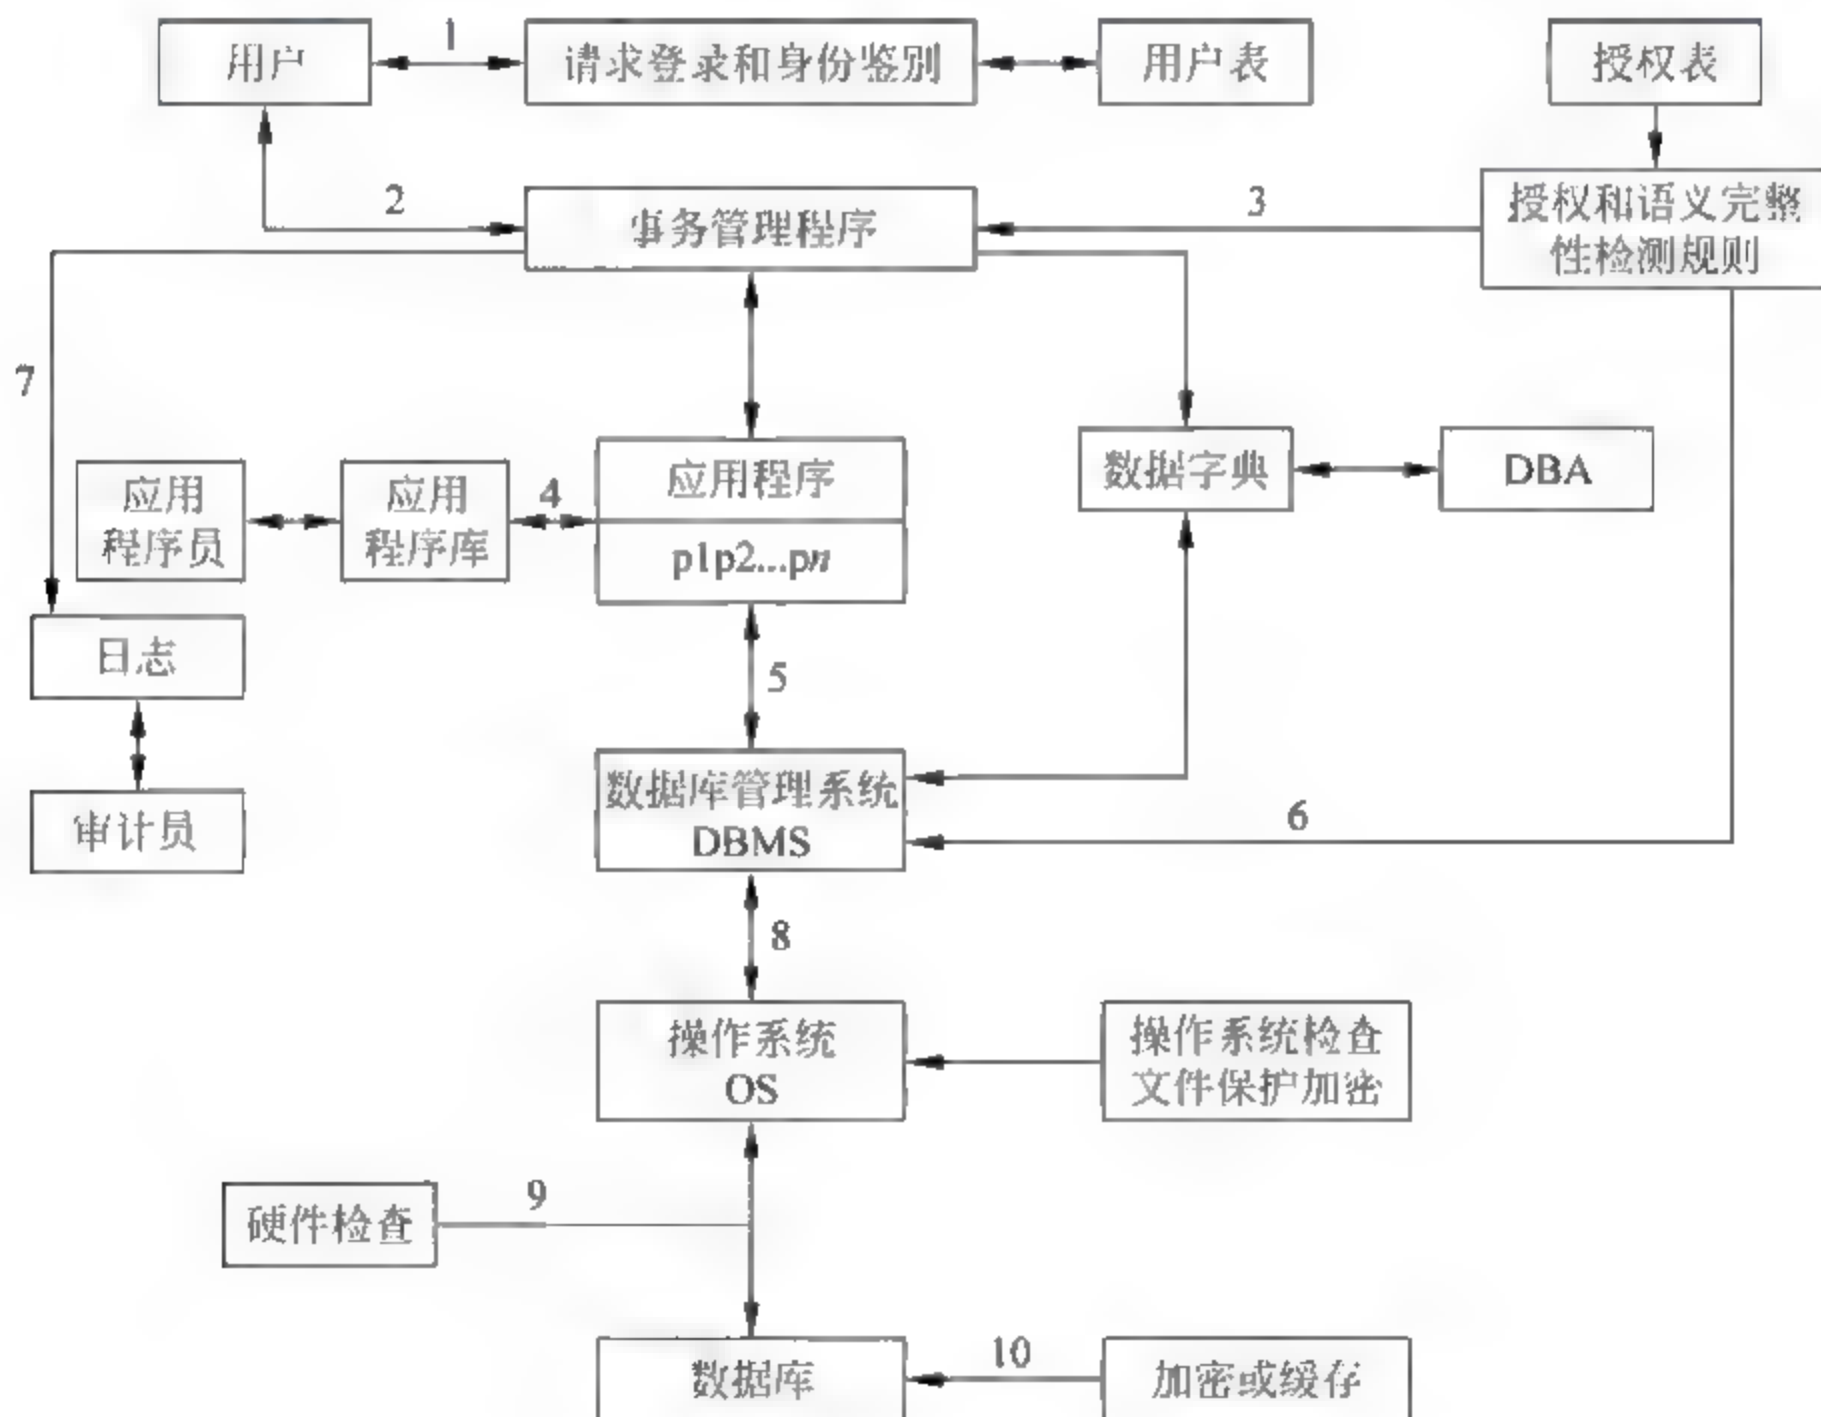 用户
1
请求登录和身份鉴别
用户表
授权表
2
事务管理程序
3
授权和语义完整
性检测规则
7
应用
程序员
应用
程序库
4
应用程序
p1p2...pn
数据字典
DBA
日志
5
审计员
数据库管理系统
DBMS
6
8
操作系统
OS
操作系统检查
文件保护加密
硬件检查
9
数据库
10
加密或缓存